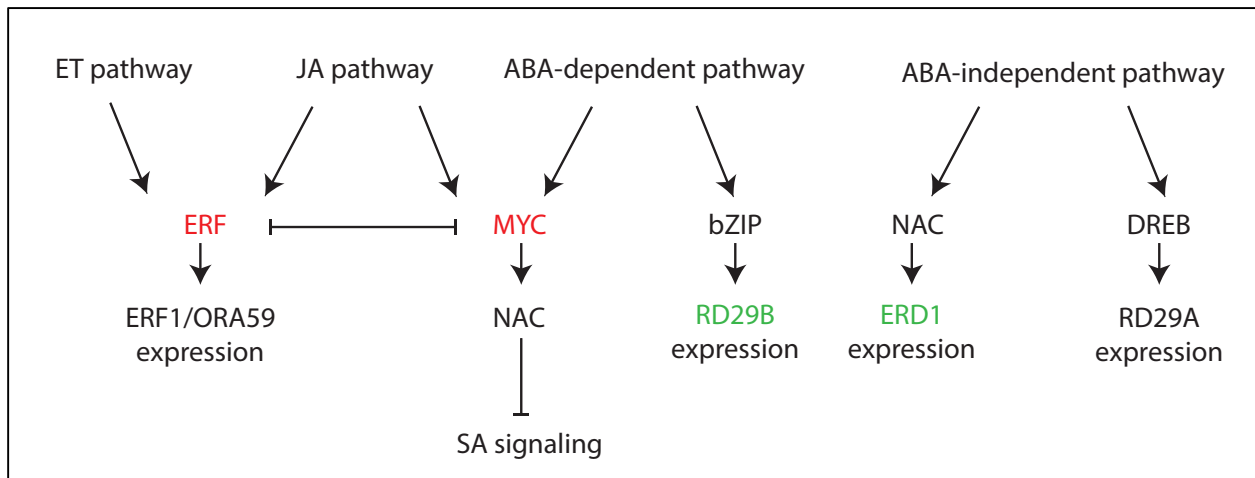 ET pathway
JA pathway
ABA-dependent pathway
ABA-independent pathway
ERF
MYC
bZIP
NAC
DREB
ERF1/ORA59
expression
NAC
RD29B
expression
ERD1
expression
RD29A
expression
SA signaling